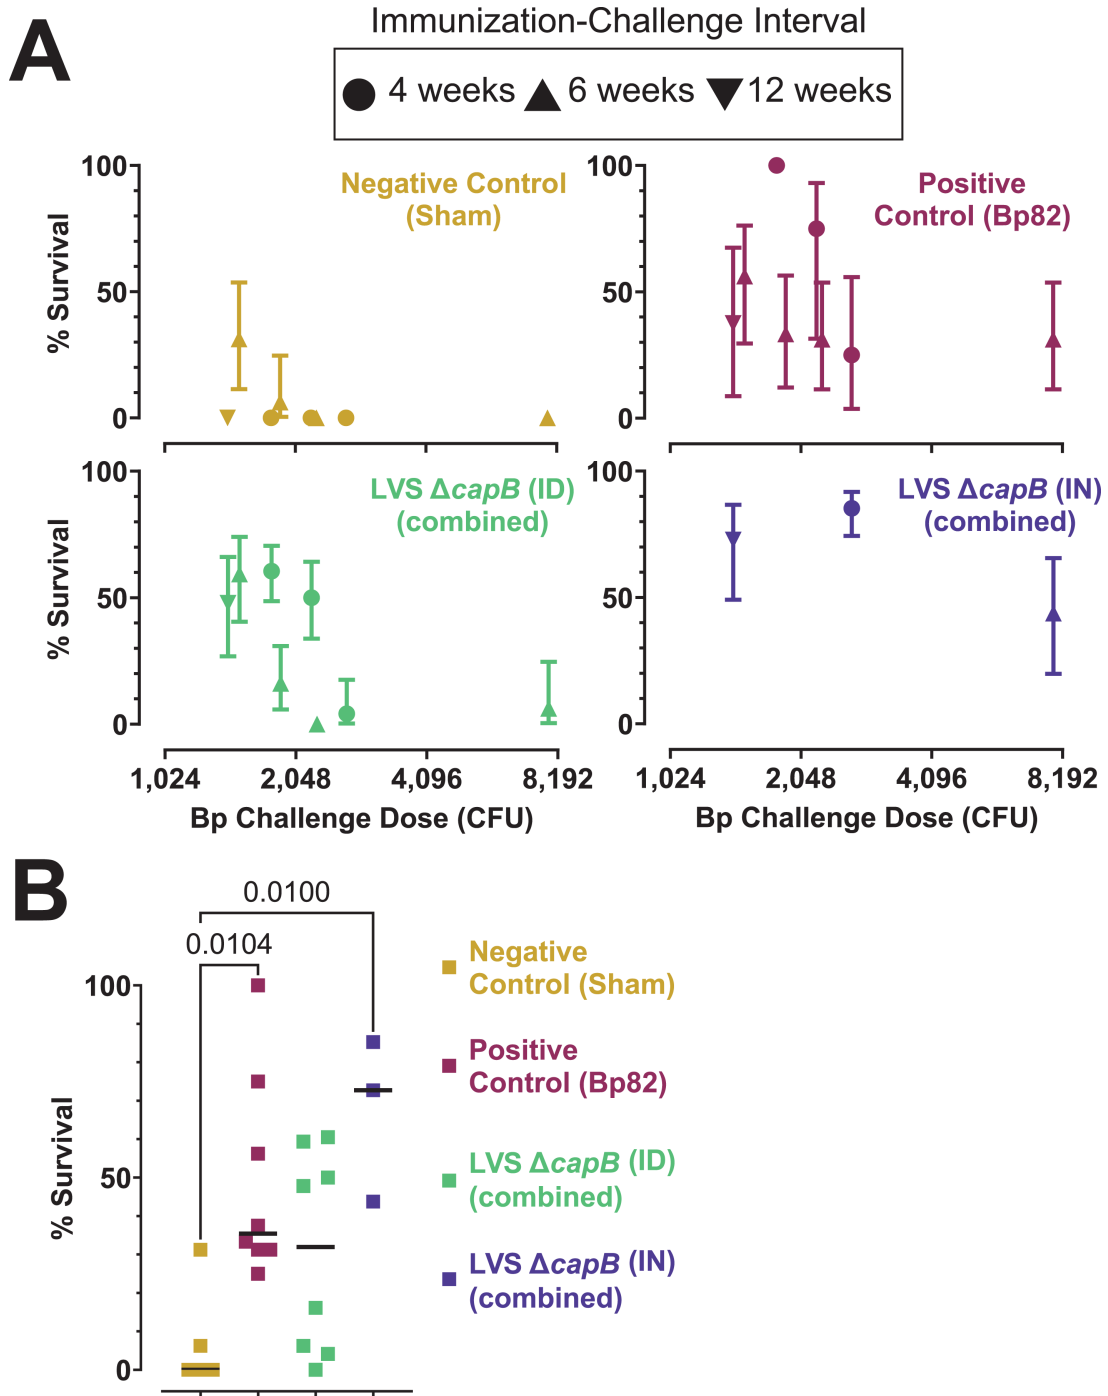 A
Immunization-Challenge Interval
4 weeks 6 weeks 12 weeks
Negative Control
(Sham)
% Survival
100
50
0
Positive
Control (Bp82)
100
50
0
LVS ΔcapB (ID)
(combined)
% Survival
100
50
0
1,024 2,048 4,096 8,192
Bp Challenge Dose (CFU)
LVS ΔcapB (IN)
(combined)
100
50
0
1,024 2,048 4,096 8,192
Bp Challenge Dose (CFU)
B
0.0100
0.0104
% Survival
100
50
0
Negative
Control (Sham)
Positive
Control (Bp82)
LVS ΔcapB (ID)
(combined)
LVS ΔcapB (IN)
(combined)